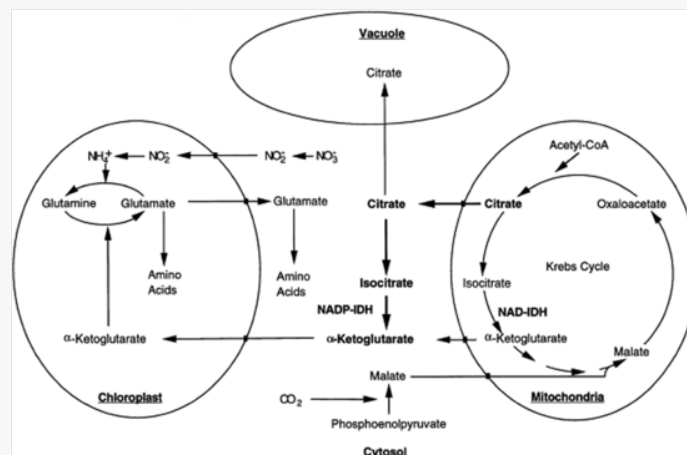 Vacuole
Citrate
NH₄⁺ NO₂⁻ NO₂⁻ NO₃⁻
Acetyl-CoA
Glutamine Glutamate Glutamate Citrate Citrate Oxaloacetate
Amino
Acids
Amino
Acids
Isocitrate Isocitrate Krebs Cycle
NADP-IDH NAD-IDH
α-Ketoglutarate α-Ketoglutarate α-Ketoglutarate
Malate
Malate
Chloroplast Mitochondria
CO₂
Phosphoenolpyruvate
Cytosol